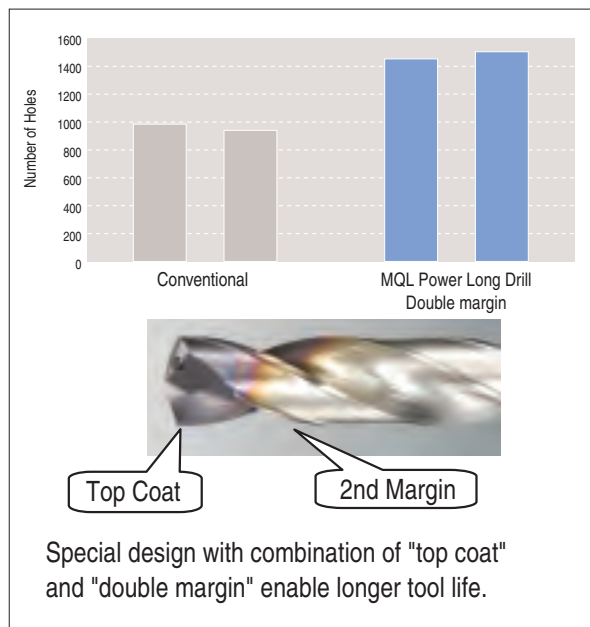 1600
1400
1200
1000
800
600
400
200
0
Number of Holes
Conventional
MQL Power Long Drill
Double margin
Top Coat
2nd Margin
Special design with combination of "top coat"
and "double margin" enable longer tool life.